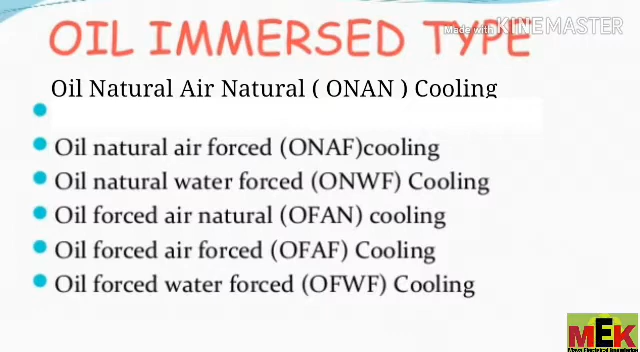 OIL IMMERSED TYPE
Made with KINEMASTER
Oil Natural Air Natural ( ONAN ) Cooling
Oil natural air forced (ONAF)cooling
Oil natural water forced (ONWF) Cooling
Oil forced air natural (OFAN) cooling
Oil forced air forced (OFAF) Cooling
Oil forced water forced (OFWF) Cooling
MEK